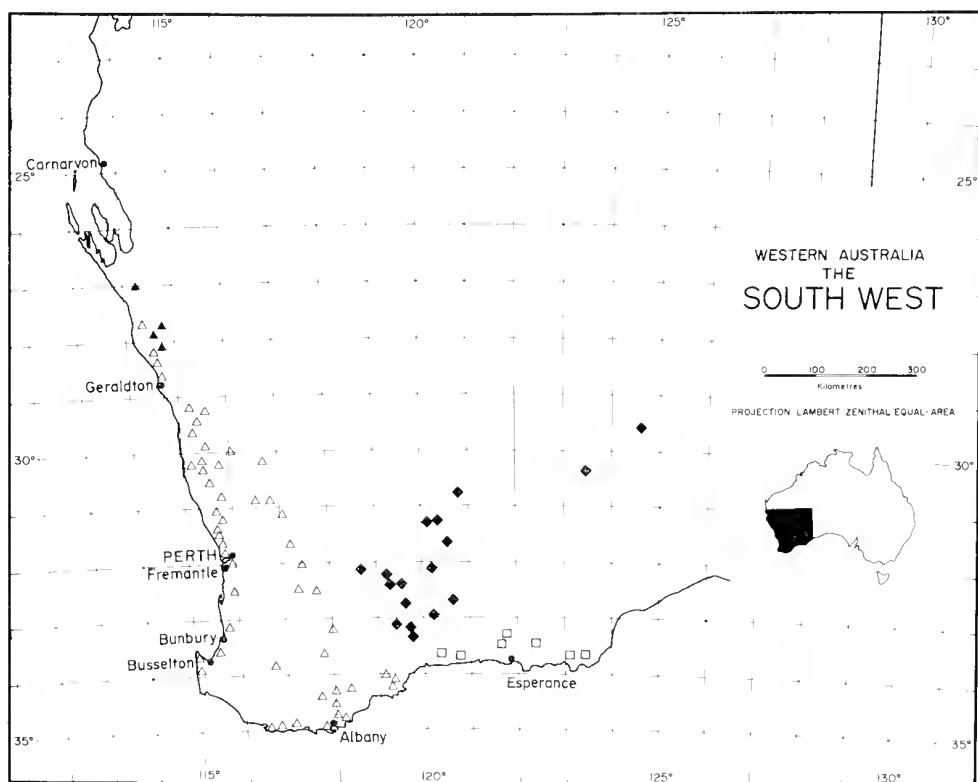 115° 120° 125° 130°
Carnarvon
25° 25°
WESTERN AUSTRALIA
THE
SOUTH WEST
0 100 200 300
Kilometres
Geraldton
PROJECTION LAMBERT ZENITHAL EQUAL-AREA
30° 30°
PERTH
Fremantle
Bunbury
Busselton
Esperance
Albany
35° 115° 120° 125° 35°